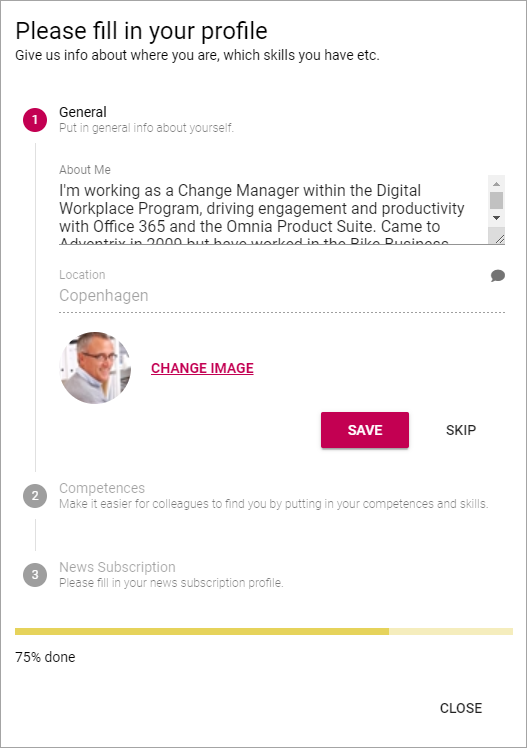 Please fill in your profile
Give us info about where you are, which skills you have etc.
1
General
Put in general info about yourself.
About Me
I'm working as a Change Manager within the Digital
Workplace Program, driving engagement and productivity
with Office 365 and the Omnia Product Suite. Came to
Adventrix in 2009 but have worked in the Bike Business
Location
Copenhagen
CHANGE IMAGE
SAVE
SKIP
2
Competences
Make it easier for colleagues to find you by putting in your competences and skills.
3
News Subscription
Please fill in your news subscription profile.
75% done
CLOSE